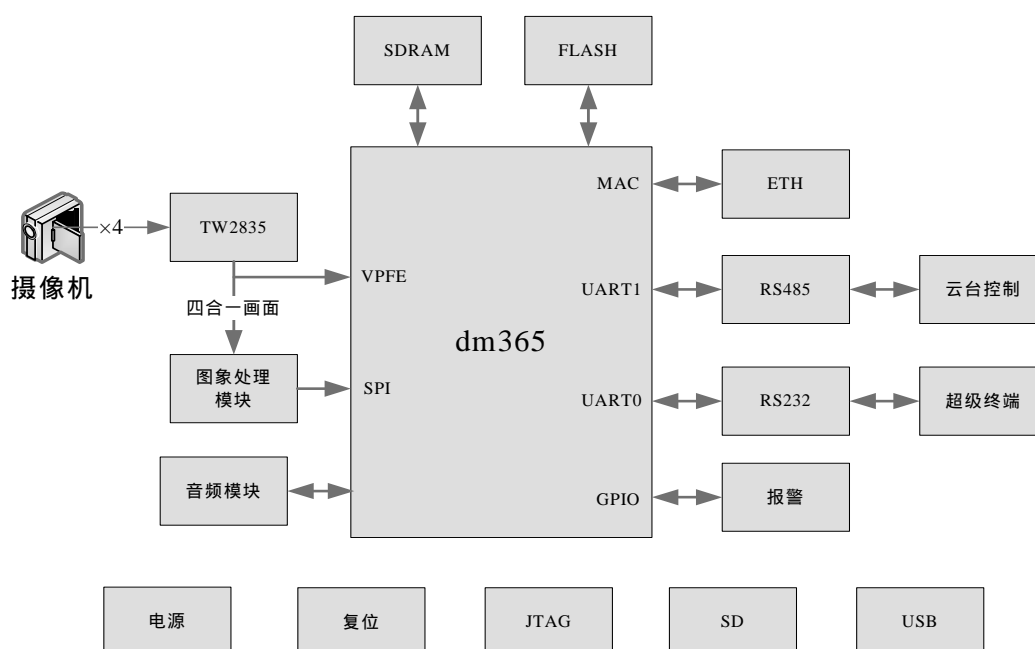 SDRAM
FLASH
MAC
ETH
×4
TW2835
摄像机
VPFE
UART1
RS485
云台控制
四合一画面
dm365
图象处理
模块
SPI
UART0
RS232
超级终端
音频模块
GPIO
报警
电源
复位
JTAG
SD
USB